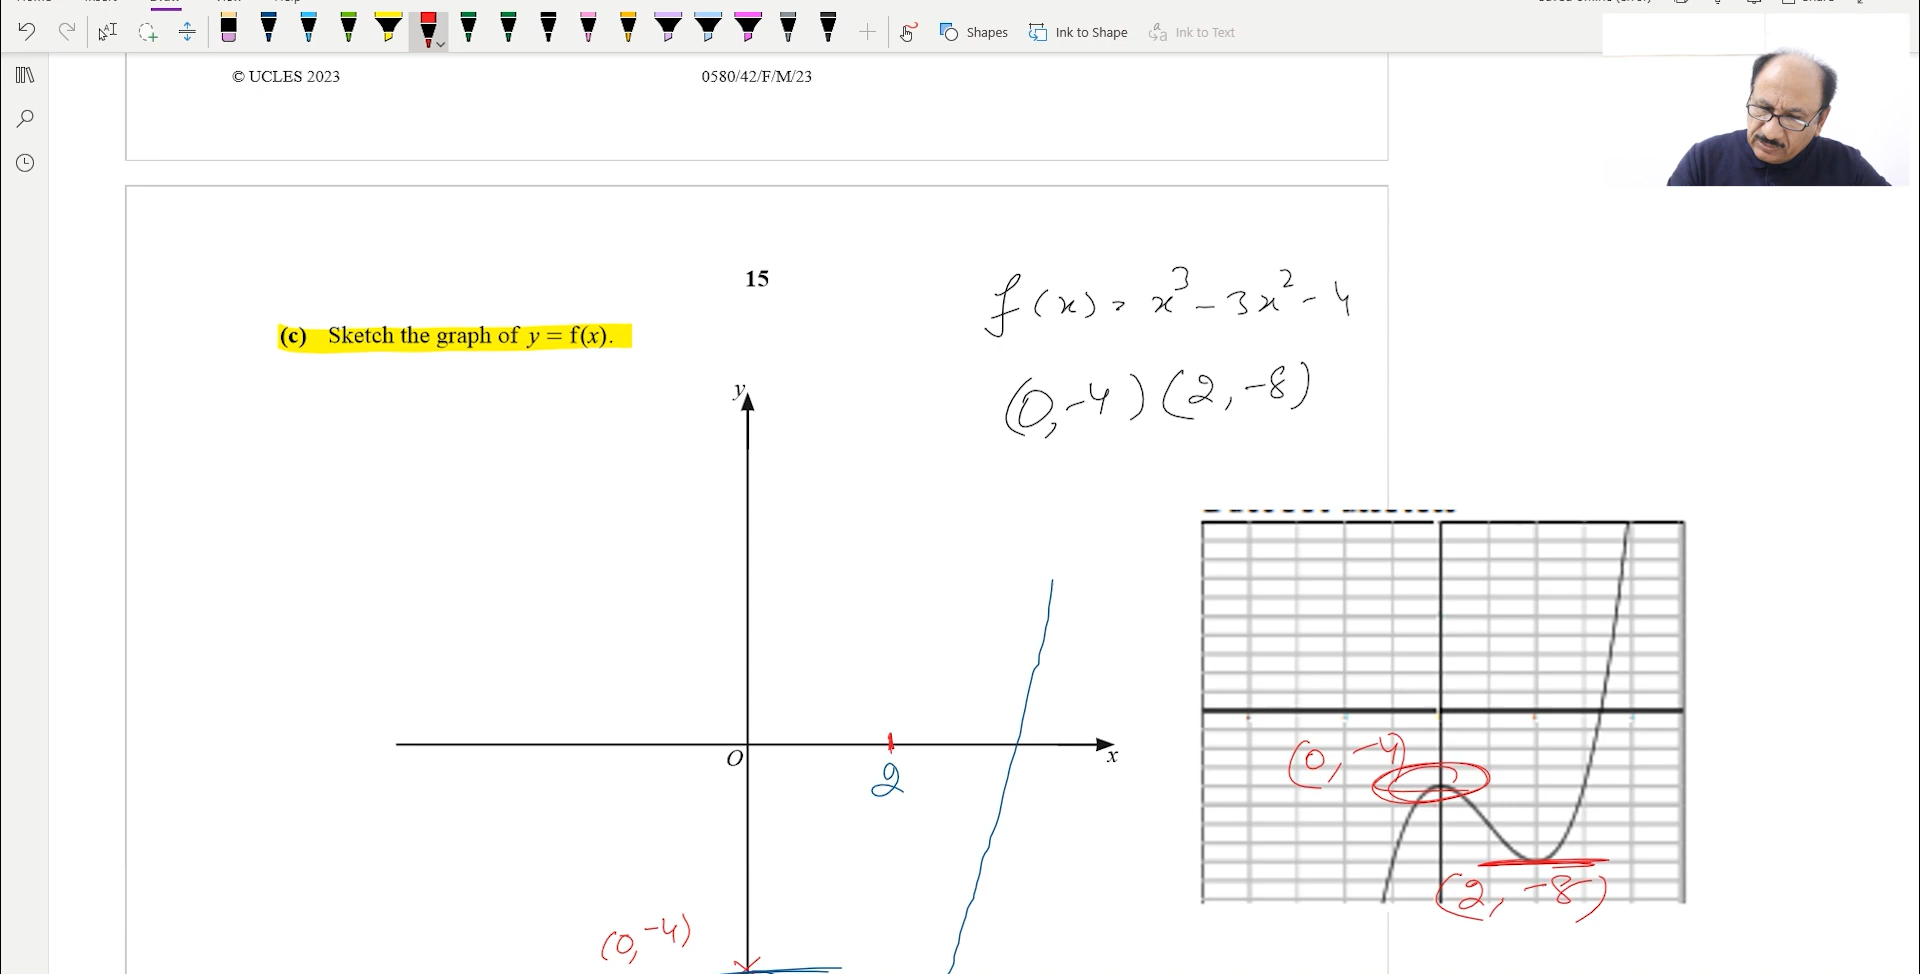 Shapes
Ink to Shape
Ink to Text
© UCLES 2023
0580/42/F/M/23
15
f(x) = x³ - 3x² - 4
(c) Sketch the graph of y = f(x).
(0, -4) (2, -8)
y
O
x
2
(0, -4)
(2, -8)
(0, -4)